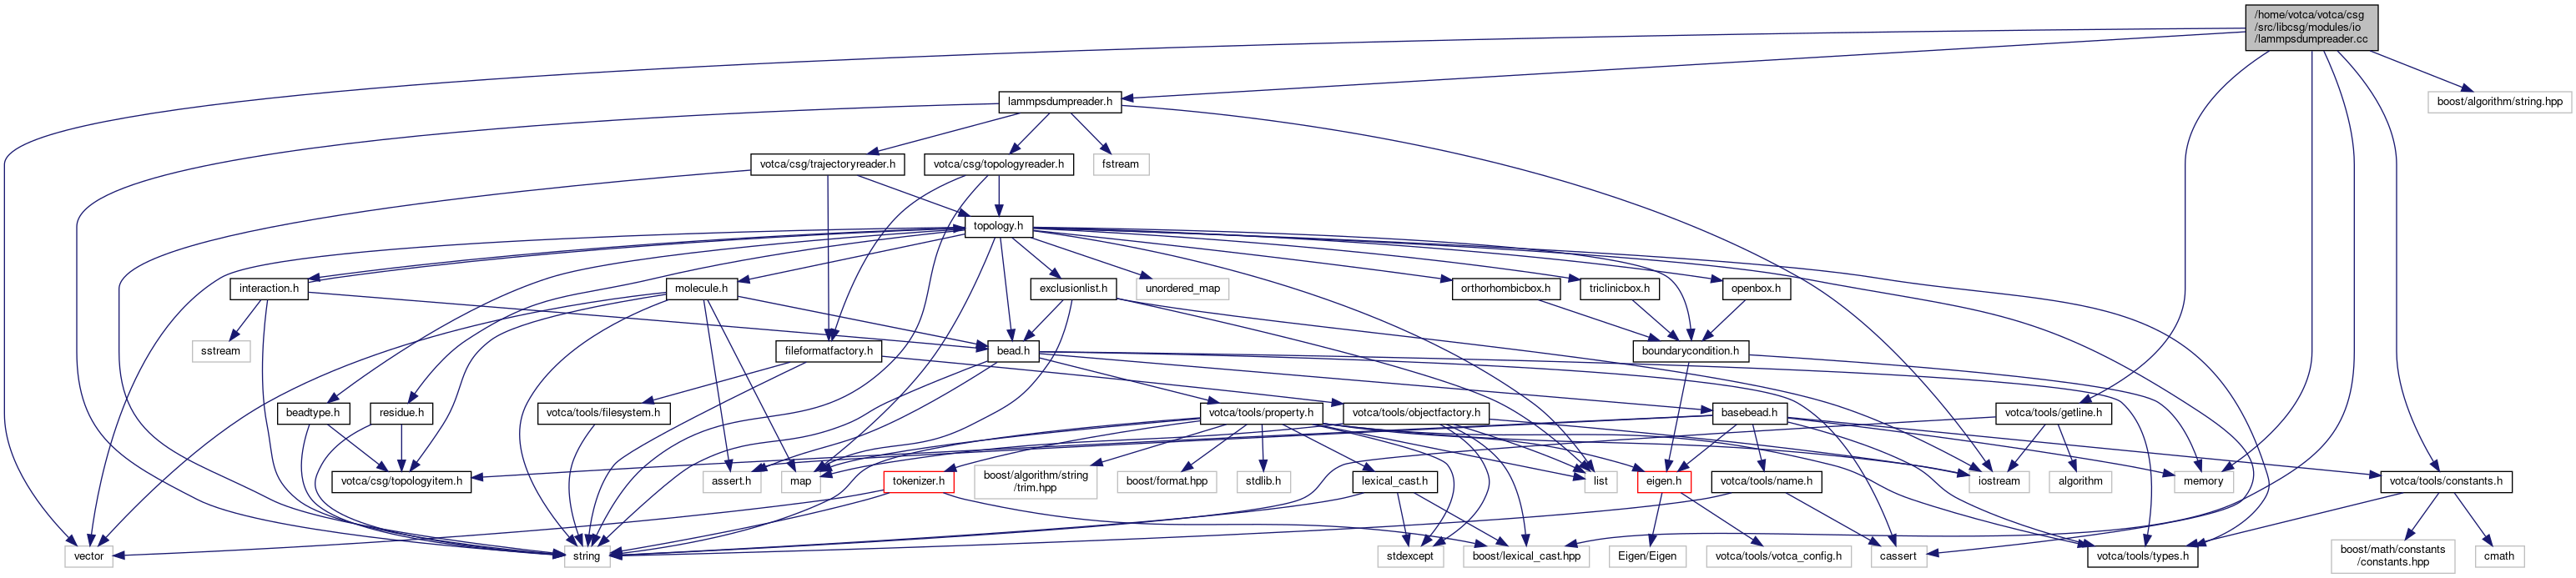 /home/votca/votca/csg
/src/libcsg/modules/io
/lammpsdumpreader.cc
lammpsdumpreader.h
boost/algorithm/string.hpp
votca/csg/trajectoryreader.h
votca/csg/topologyreader.h
fstream
topology.h
interaction.h
molecule.h
exclusionlist.h
unordered_map
orthorhombicbox.h
triclinicbox.h
openbox.h
sstream
fileformatfactory.h
bead.h
boundarycondition.h
beadtype.h
residue.h
votca/tools/filesystem.h
votca/tools/property.h
votca/tools/objectfactory.h
basebead.h
votca/tools/getline.h
votca/csg/topologyitem.h
assert.h
map
tokenizer.h
boost/algorithm/string
/trim.hpp
boost/format.hpp
stdlib.h
lexical_cast.h
list
eigen.h
votca/tools/name.h
iostream
algorithm
memory
votca/tools/constants.h
vector
string
stdexcept
boost/lexical_cast.hpp
Eigen/Eigen
votca/tools/votca_config.h
cassert
votca/tools/types.h
boost/math/constants
/constants.hpp
cmath